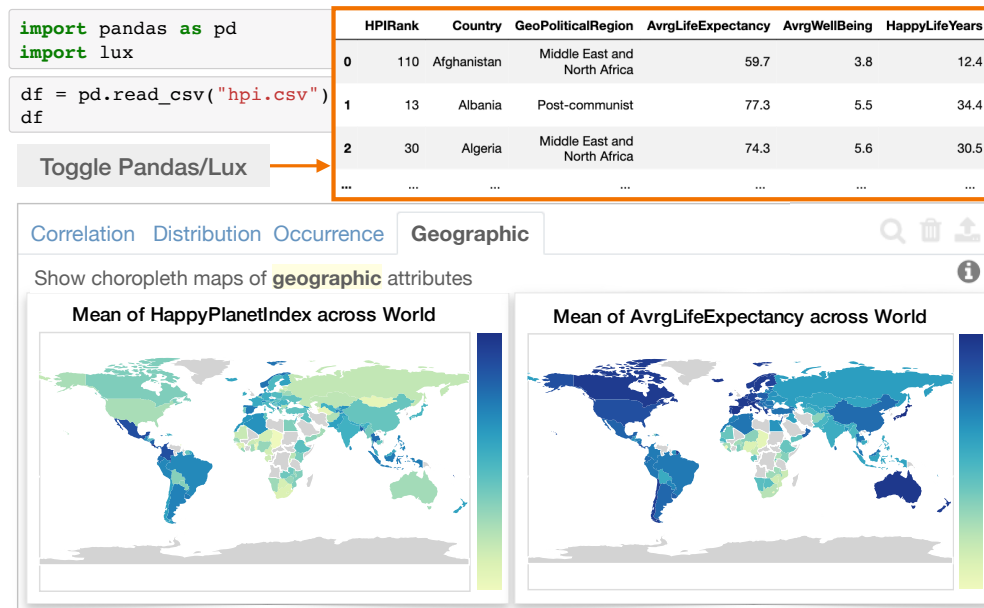 import pandas as pd
import lux
df = pd.read_csv("hpi.csv")
df
Toggle Pandas/Lux
HPIRank Country GeoPoliticalRegion AvrgLifeExpectancy AvrgWellBeing HappyLifeYears
0 110 Afghanistan Middle East and North Africa 59.7 3.8 12.4
1 13 Albania Post-communist 77.3 5.5 34.4
2 30 Algeria Middle East and North Africa 74.3 5.6 30.5
... ... ... ... ... ... ...
Correlation Distribution Occurrence Geographic
Show choropleth maps of geographic attributes
Mean of HappyPlanetIndex across World
Mean of AvrgLifeExpectancy across World